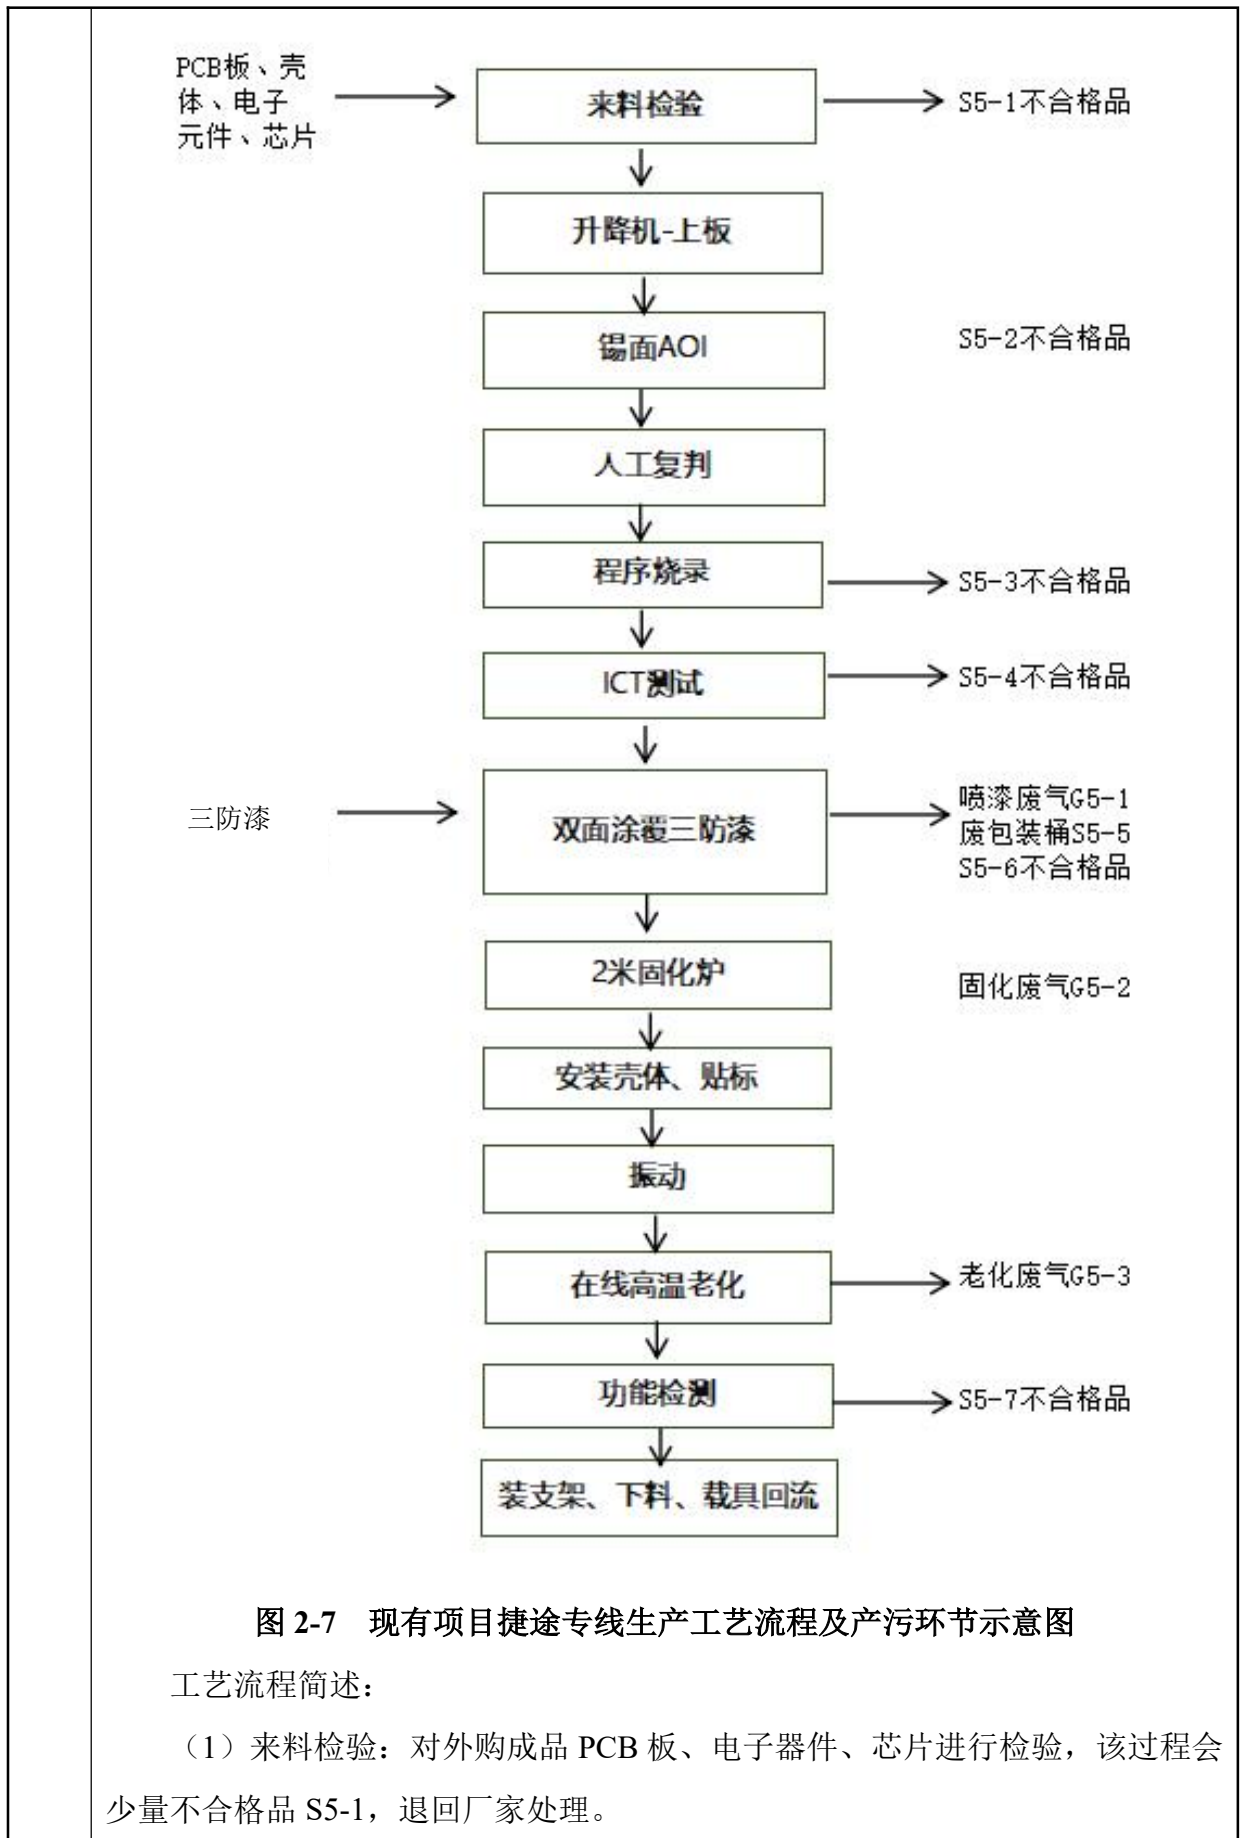 PCB板、壳
体、电子
元件、芯片
来料检验
S5-1不合格品
升降机-上板
锡面AOI
S5-2不合格品
人工复判
程序烧录
S5-3不合格品
ICT测试
S5-4不合格品
三防漆
双面涂覆三防漆
喷漆废气G5-1
废包装桶S5-5
S5-6不合格品
2米固化炉
固化废气G5-2
安装壳体、贴标
振动
在线高温老化
老化废气G5-3
功能检测
S5-7不合格品
装支架、下料、载具回流
图 2-7 现有项目捷途专线生产工艺流程及产污环节示意图
工艺流程简述：
（1）来料检验：对外购成品 PCB 板、电子器件、芯片进行检验，该过程会
少量不合格品 S5-1，退回厂家处理。